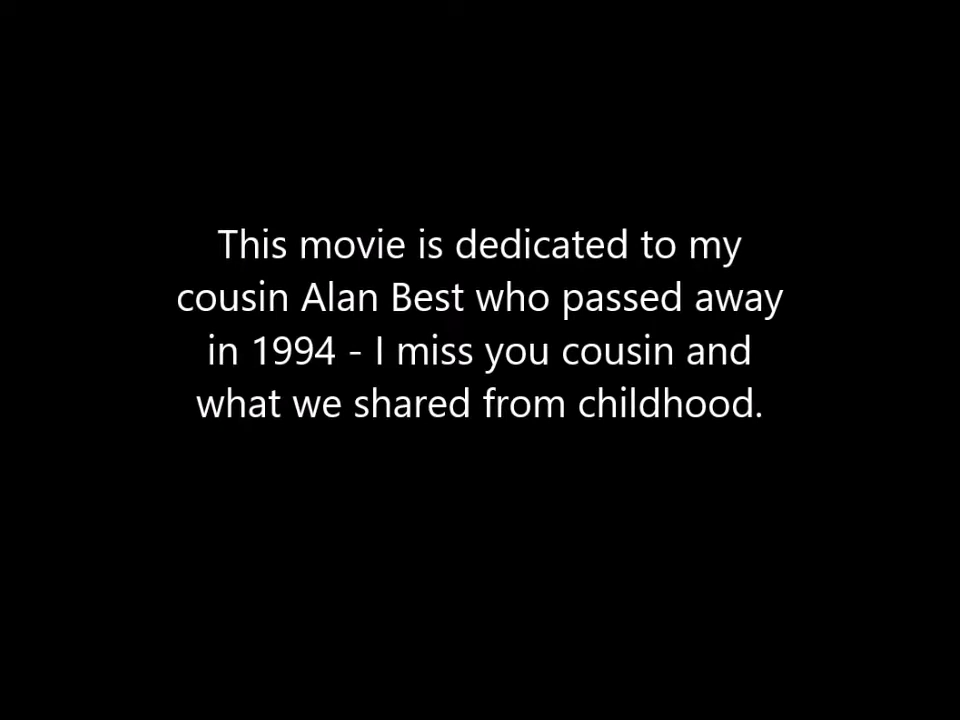 This movie is dedicated to my
cousin Alan Best who passed away
in 1994 - I miss you cousin and
what we shared from childhood.